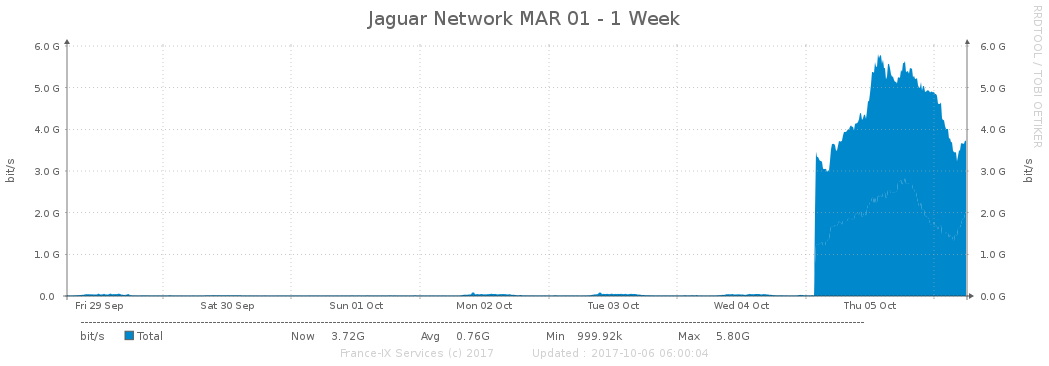 Jaguar Network MAR 01 - 1 Week
RRDTOOL / TOBI OETIKER
6.0 G 6.0 G
5.0 G 5.0 G
4.0 G 4.0 G
3.0 G 3.0 G
2.0 G 2.0 G
1.0 G 1.0 G
0.0 0.0 G
bit/s
bit/s
Fri 29 Sep Sat 30 Sep Sun 01 Oct Mon 02 Oct Tue 03 Oct Wed 04 Oct Thu 05 Oct
bit/s Total Now 3.72G Avg 0.76G Min 999.92k Max 5.80G
France-IX Services (c) 2017 Updated : 2017-10-06 06:00:04